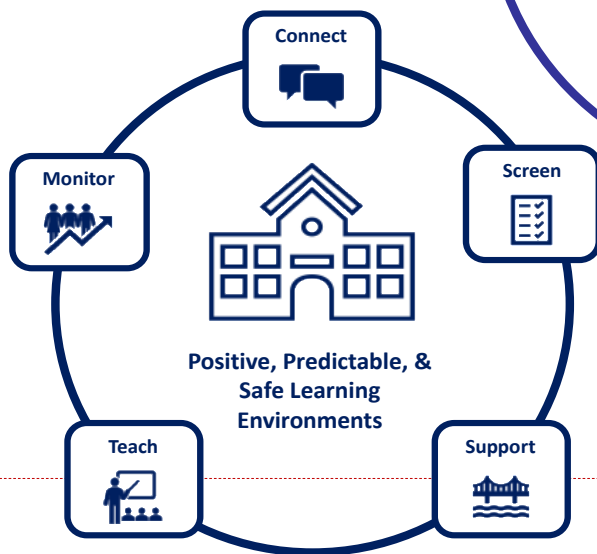 Connect
Monitor
Screen
Positive, Predictable, &
Safe Learning
Environments
Teach
Support